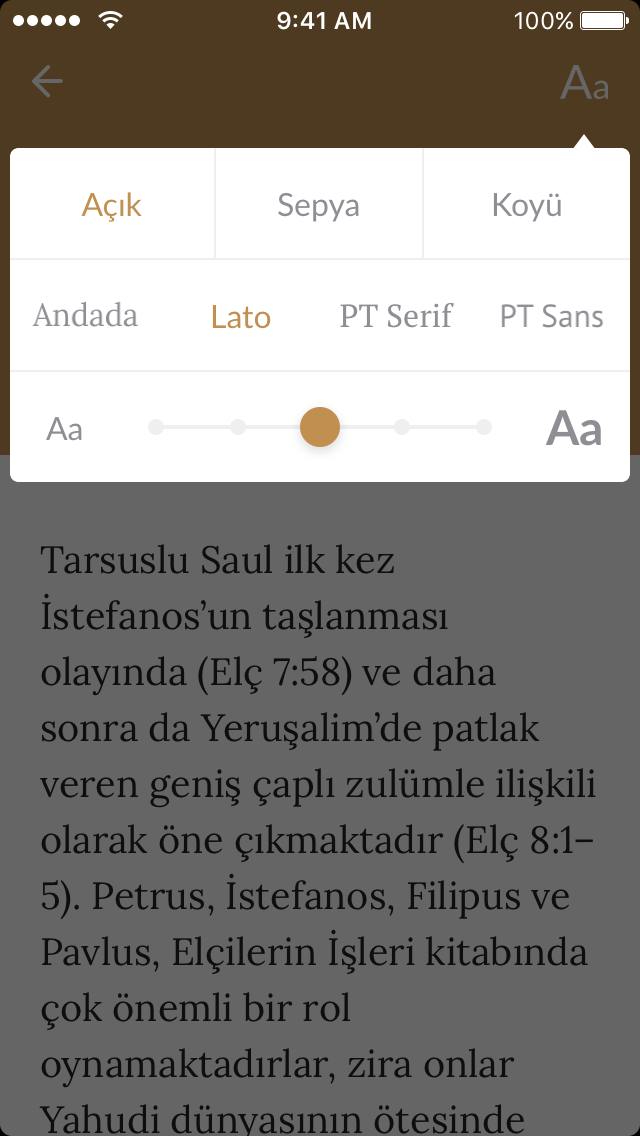 9:41 AM 100%
Aa
Açık Sepya Koyü
Andada Lato PT Serif PT Sans
Aa Aa
Tarsuslu Saul ilk kez
İstefanos’un taşlanması
olayında (Elç 7:58) ve daha
sonra da Yeruşalim’de patlak
veren geniş çaplı zulümle ilişkili
olarak öne çıkmaktadır (Elç 8:1–
5). Petrus, İstefanos, Filipus ve
Pavlus, Elçilerin İşleri kitabında
çok önemli bir rol
oynamaktadırlar, zira onlar
Yahudi dünyasının ötesinde